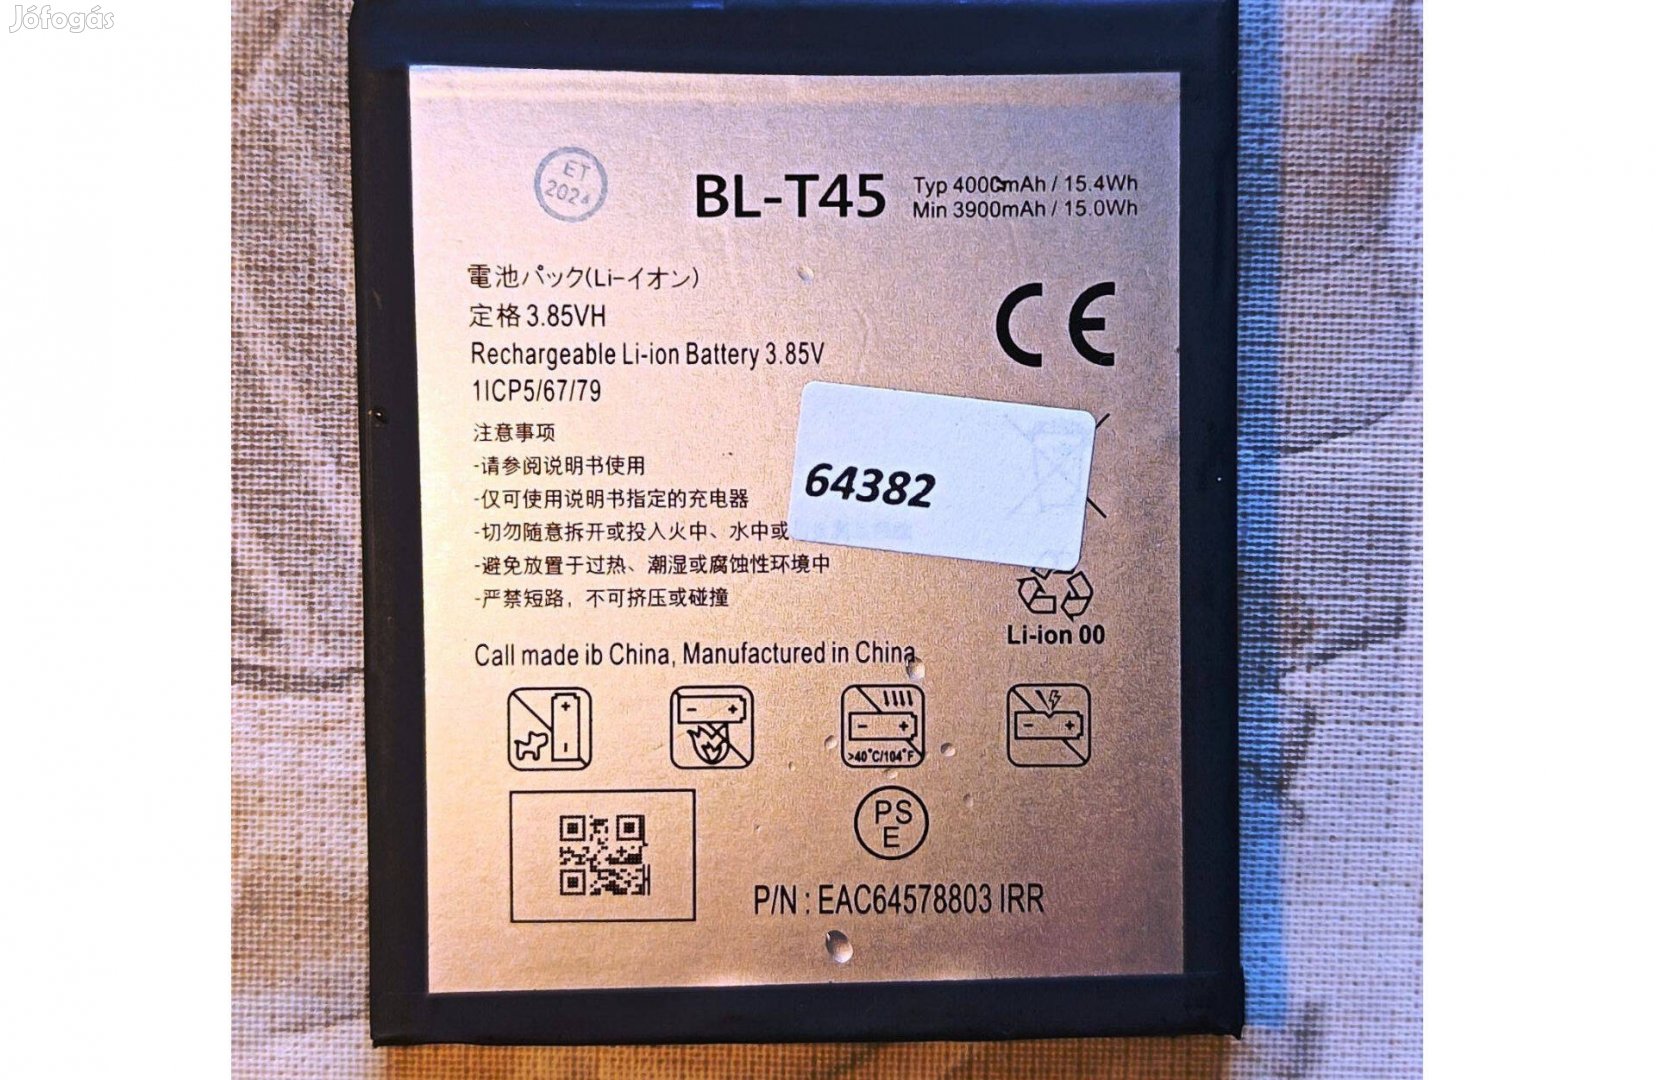 Jófogás
ET
2024
BL-T45
Typ 4000mAh / 15.4Wh
Min 3900mAh / 15.0Wh
電池パック(Li-イオン)
定格 3.85VH
Rechargeable Li-ion Battery 3.85V
1ICP5/67/79
注意事项
-请参阅说明书使用
-仅可使用说明书指定的充电器
-切勿随意拆开或投入火中、水中或
-避免放置于过热、潮湿或腐蚀性环境中
-严禁短路，不可挤压或碰撞
64382
Li-ion 00
Call made ib China, Manufactured in China
>40°C/104°F
PS
E
P/N : EAC64578803 IRR